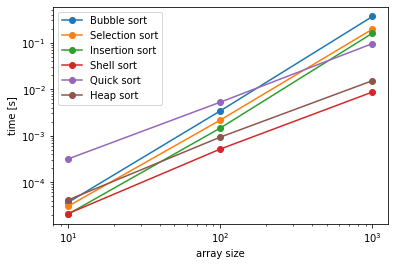 Bubble sort
Selection sort
Insertion sort
Shell sort
Quick sort
Heap sort
time [s]
10⁻¹
10⁻²
10⁻³
10⁻⁴
10¹
10²
10³
array size